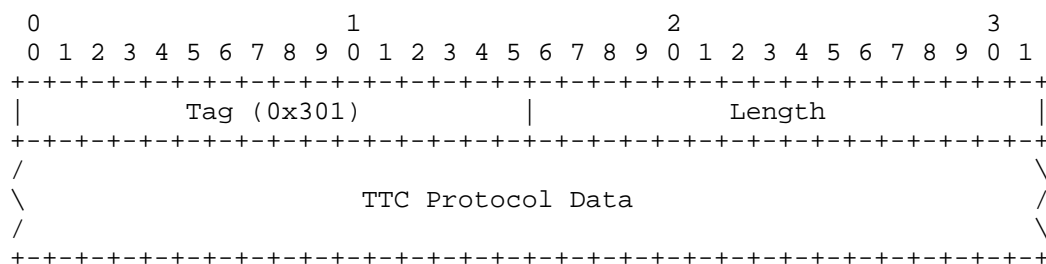 0                   1                   2                   3
0 1 2 3 4 5 6 7 8 9 0 1 2 3 4 5 6 7 8 9 0 1 2 3 4 5 6 7 8 9 0 1
+-+-+-+-+-+-+-+-+-+-+-+-+-+-+-+-+-+-+-+-+-+-+-+-+-+-+-+-+-+-+-+-+
|          Tag (0x301)          |            Length             |
+-+-+-+-+-+-+-+-+-+-+-+-+-+-+-+-+-+-+-+-+-+-+-+-+-+-+-+-+-+-+-+-+
/                                                               \
\                     TTC Protocol Data                         /
/                                                               \
+-+-+-+-+-+-+-+-+-+-+-+-+-+-+-+-+-+-+-+-+-+-+-+-+-+-+-+-+-+-+-+-+